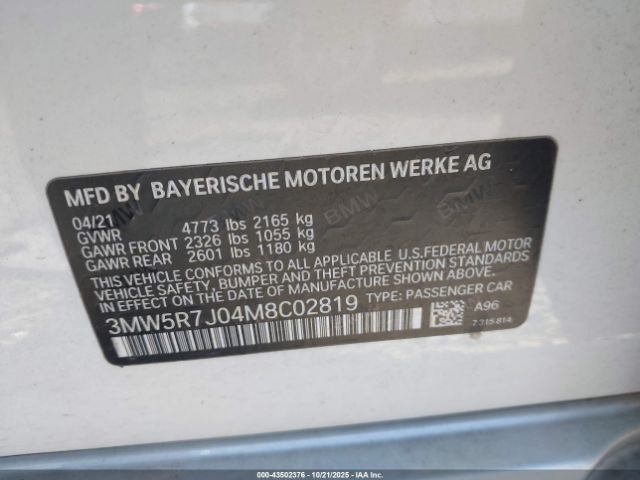 MFD BY BAYERISCHE MOTOREN WERKE AG
04/21
GVWR 4773 lbs 2165 kg
GAWR FRONT 2326 lbs 1055 kg
GAWR REAR 2601 lbs 1180 kg
THIS VEHICLE CONFORMS TO ALL APPLICABLE U.S.FEDERAL MOTOR
VEHICLE SAFETY, BUMPER AND THEFT PREVENTION STANDARDS
IN EFFECT ON THE DATE OF MANUFACTURE SHOWN ABOVE.
3MW5R7J04M8C02819 TYPE: PASSENGER CAR
A96
7315814
000-43502376 - 10/21/2025 - IAAI.com